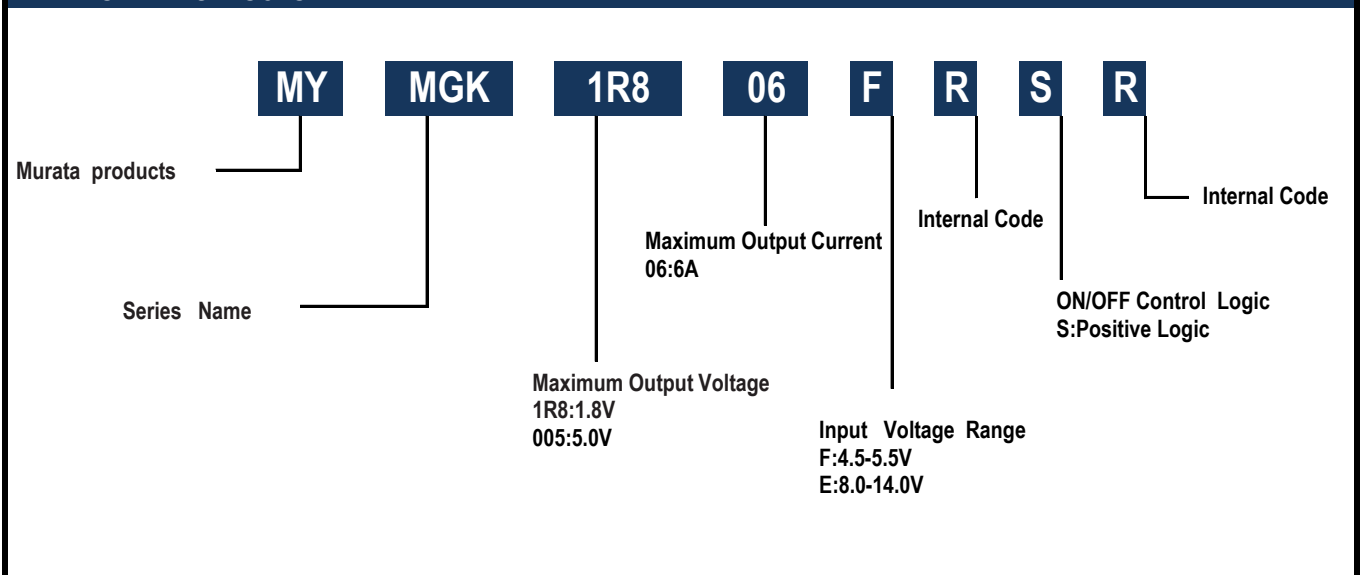 MY MGK 1R8 06 F R S R
Murata products
Internal Code
Internal Code
Maximum Output Current
06:6A
Series Name
ON/OFF Control Logic
S:Positive Logic
Maximum Output Voltage
1R8:1.8V
005:5.0V
Input Voltage Range
F:4.5-5.5V
E:8.0-14.0V